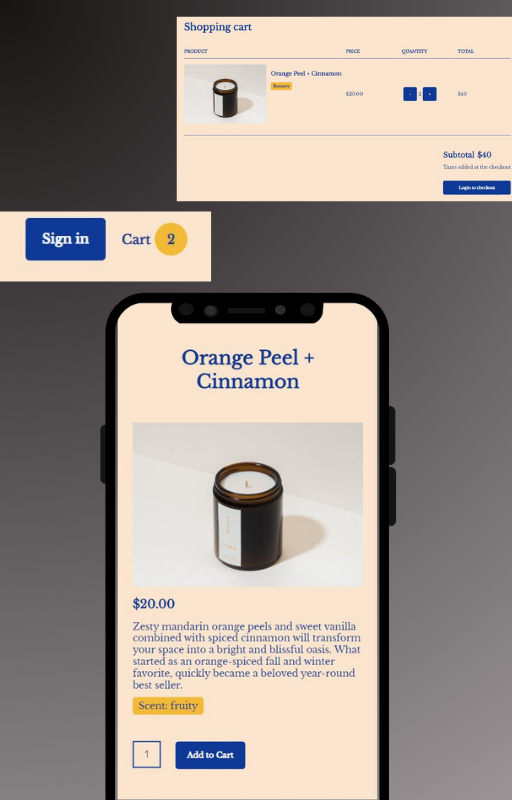 Shopping cart
PRODUCT PRICE QUANTITY TOTAL
Orange Peel + Cinnamon
Remove
$20.00 - 2 + $40
Subtotal $40
Taxes added at the checkout
Login to checkout
Sign in Cart 2
Orange Peel +
Cinnamon
$20.00
Zesty mandarin orange peels and sweet vanilla
combined with spiced cinnamon will transform
your space into a bright and blissful oasis. What
started as an orange-spiced fall and winter
favorite, quickly became a beloved year-round
best seller.
Scent: fruity
1 Add to Cart